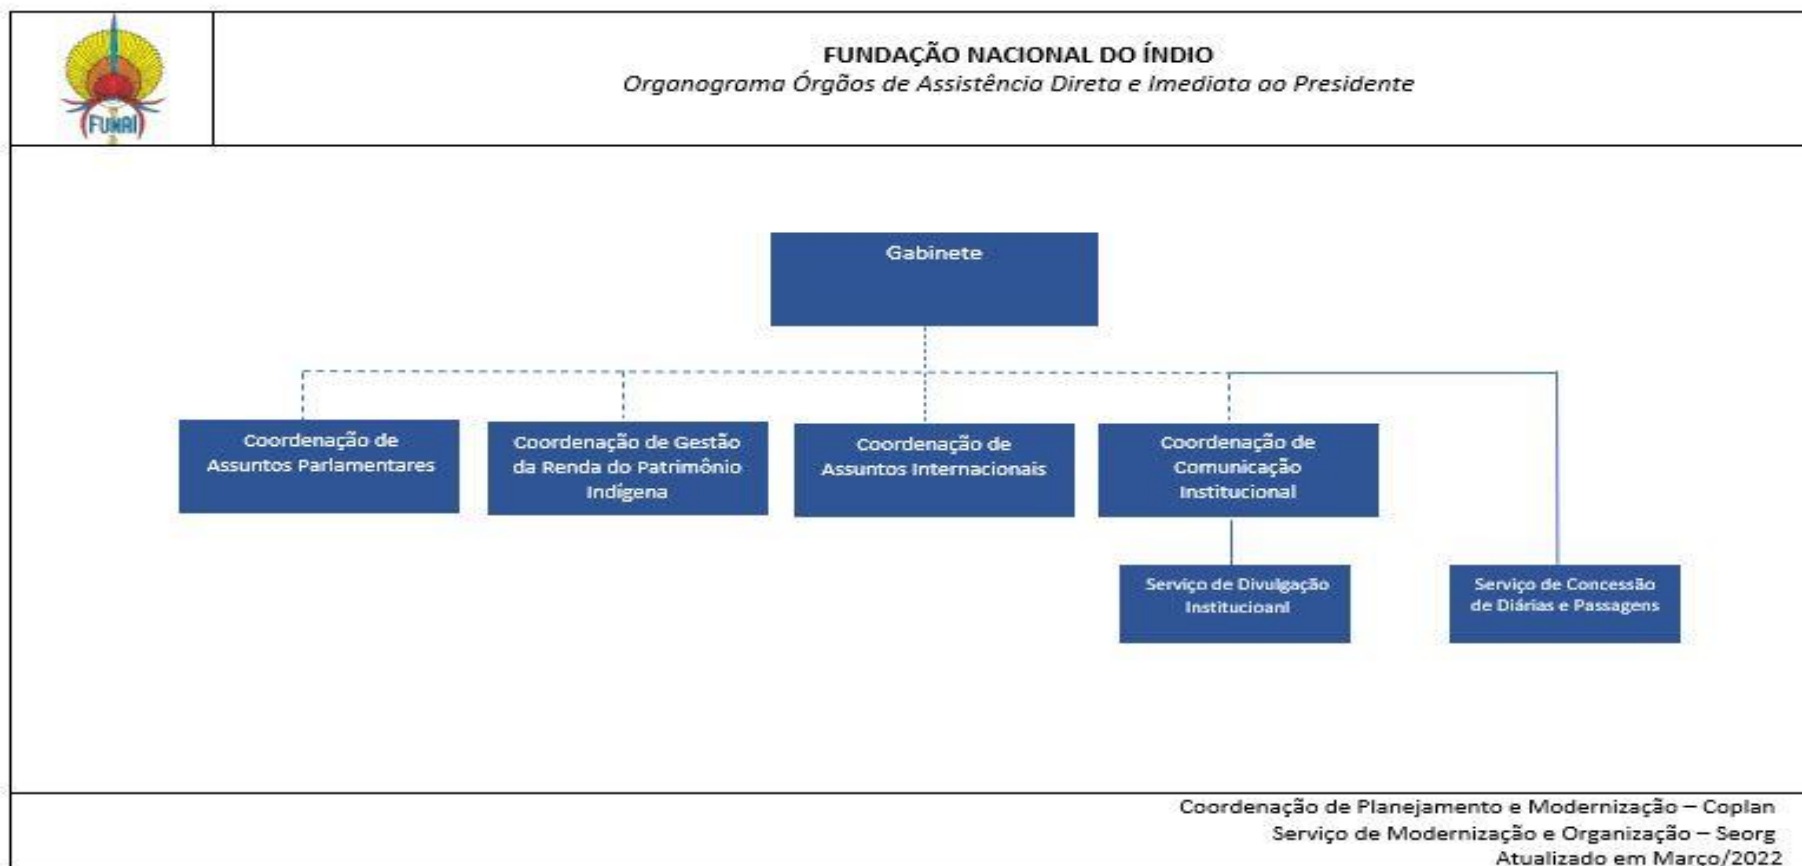 FUNAI
FUNDAÇÃO NACIONAL DO ÍNDIO
Organograma Órgãos de Assistência Direta e Imediata ao Presidente
Gabinete
Coordenação de
Assuntos Parlamentares
Coordenação de Gestão
da Renda do Patrimônio
Indígena
Coordenação de
Assuntos Internacionais
Coordenação de
Comunicação
Institucional
Serviço de Divulgação
Institucioanl
Serviço de Concessão
de Diárias e Passagens
Coordenação de Planejamento e Modernização – Coplan
Serviço de Modernização e Organização – Seorg
Atualizado em Março/2022